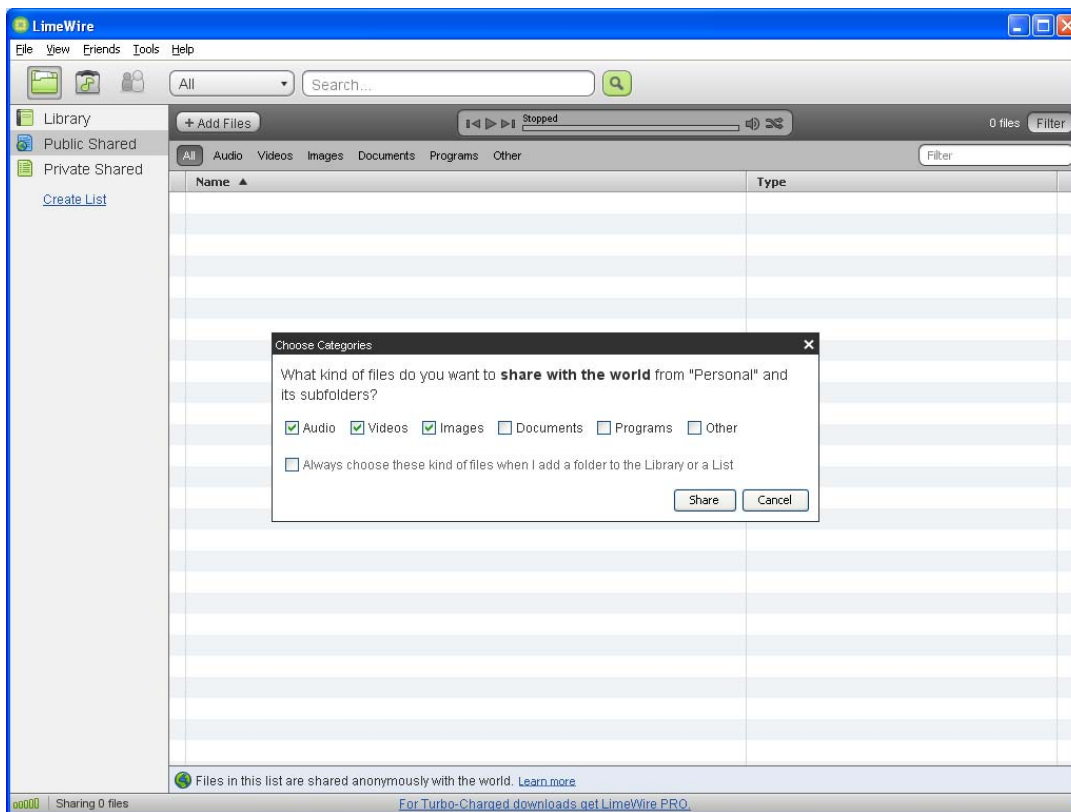 LimeWire
File View Friends Tools Help
All Search...
Library
Public Shared
Private Shared
Create List
+ Add Files Stopped 0 files Filter
All Audio Videos Images Documents Programs Other Filter
Name Type
Choose Categories
What kind of files do you want to share with the world from "Personal" and
its subfolders?
Audio Videos Images Documents Programs Other
Always choose these kind of files when I add a folder to the Library or a List
Share Cancel
Files in this list are shared anonymously with the world. Learn more
Sharing 0 files For Turbo-Charged downloads get LimeWire PRO.